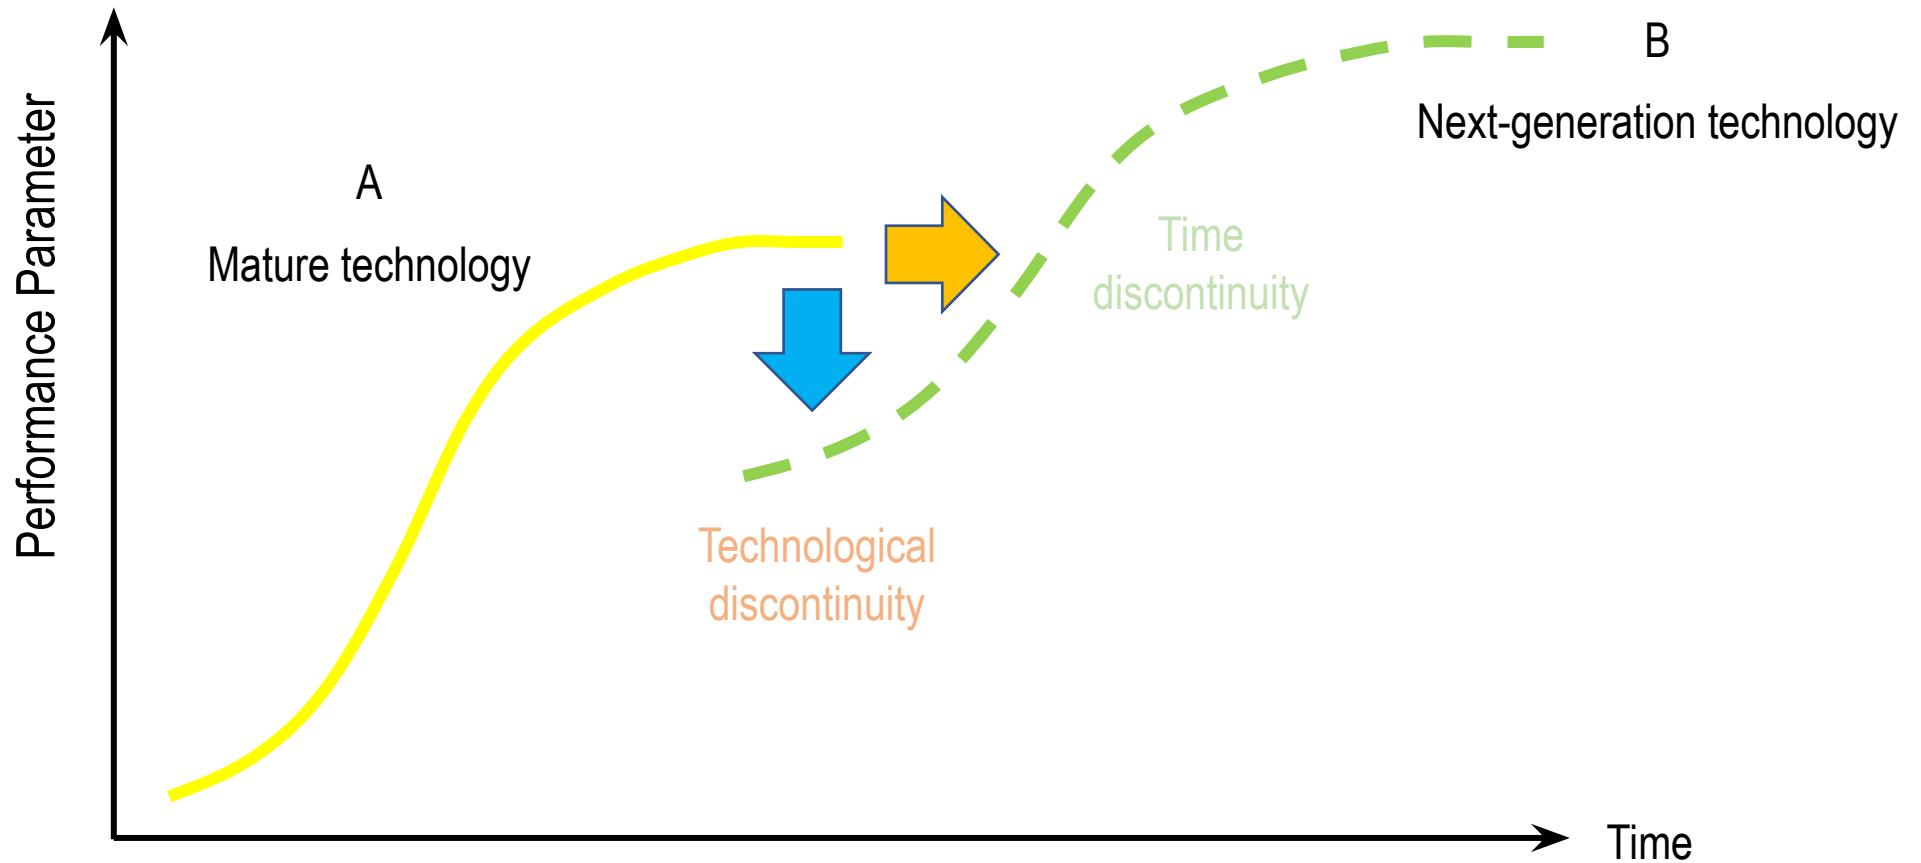 Performance Parameter
A
Mature technology
B
Next-generation technology
Time
discontinuity
Technological
discontinuity
Time